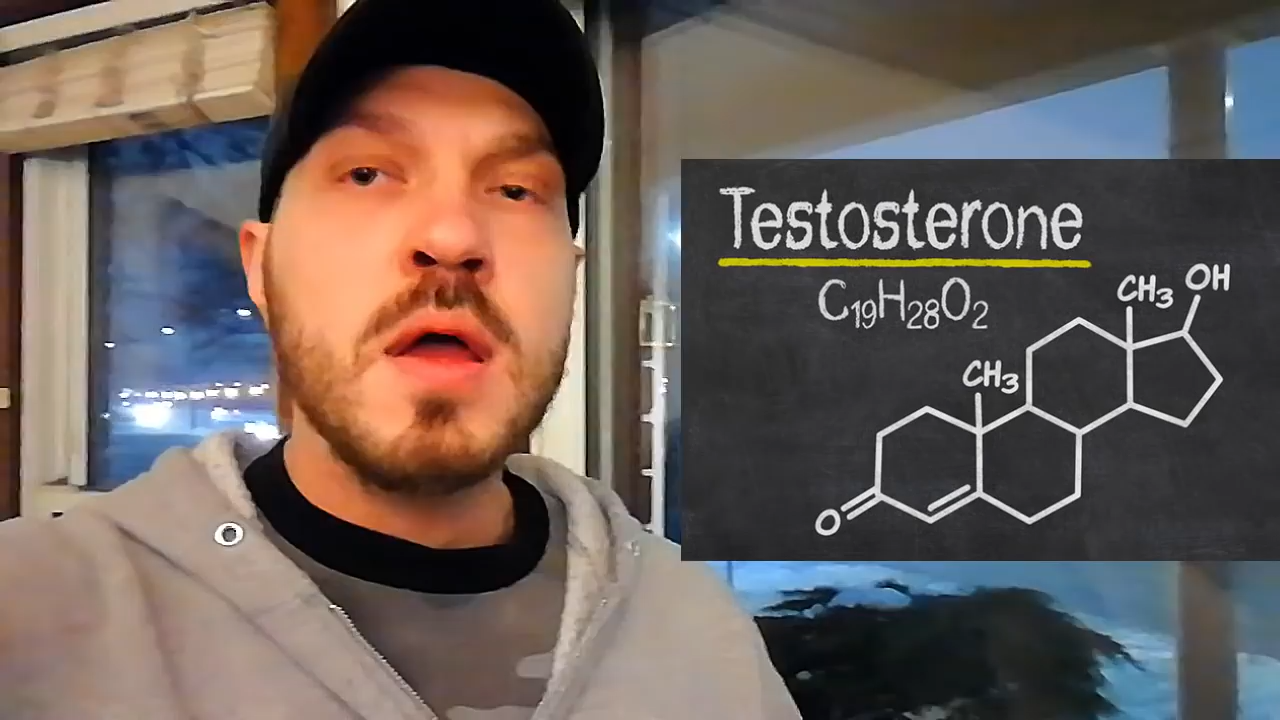 Testosterone
C₁₉H₂₈O₂
OH
CH₃
CH₃
O